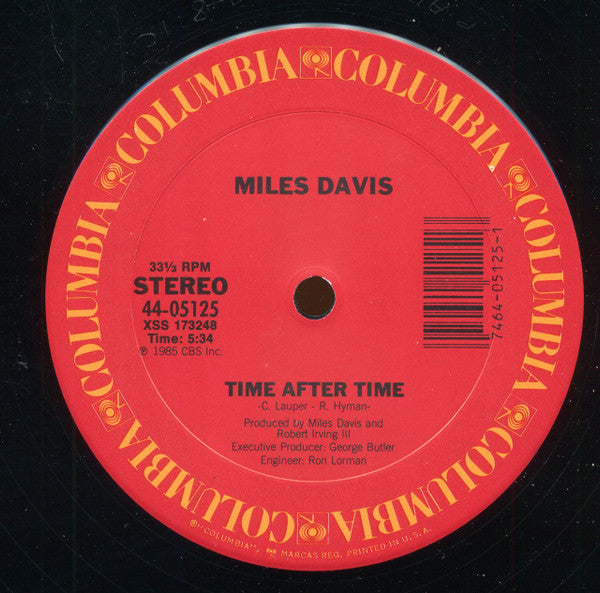 COLUMBIA COLUMBIA COLUMBIA COLUMBIA COLUMBIA COLUMBIA COLUMBIA COLUMBIA
MILES DAVIS
33⅓ RPM
STEREO
44-05125
XSS 173248
Time: 5:34
℗ 1985 CBS Inc.
7464-05125-1
TIME AFTER TIME
-C. Lauper - R. Hyman-
Produced by Miles Davis and
Robert Irving III
Executive Producer: George Butler
Engineer: Ron Lorman
®"COLUMBIA", MARCAS REG. PRINTED IN U.S.A.